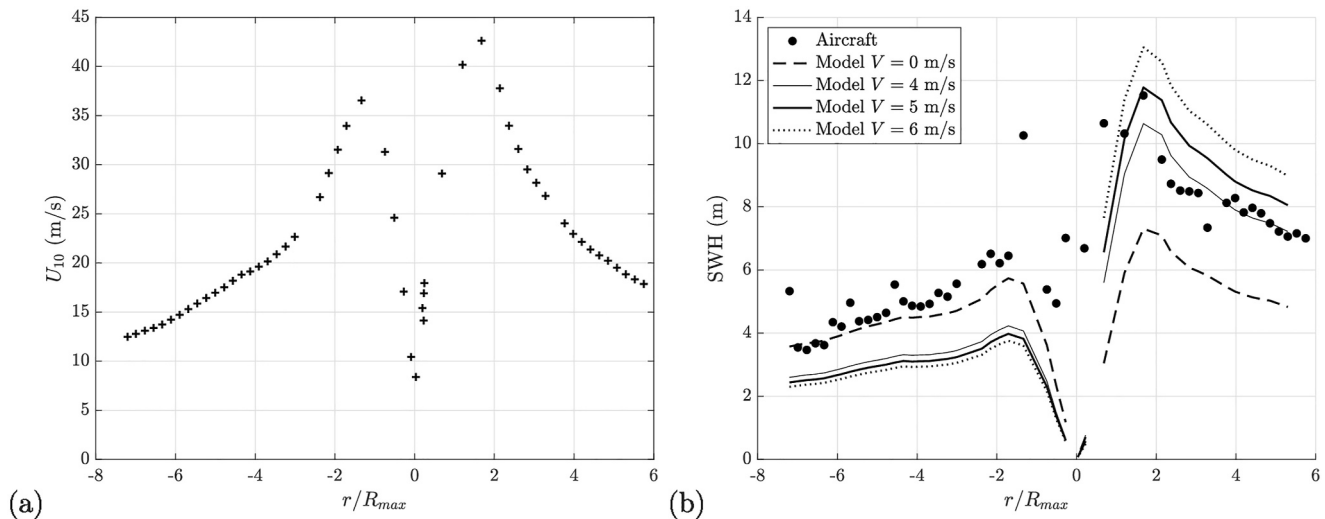 45
40
35
30
25
20
15
10
5
0
U10 (m/s)
-8 -6 -4 -2 0 2 4 6
r/Rmax
(a)
14
12
10
8
6
4
2
0
SWH (m)
Aircraft
Model V = 0 m/s
Model V = 4 m/s
Model V = 5 m/s
Model V = 6 m/s
-8 -6 -4 -2 0 2 4 6
r/Rmax
(b)